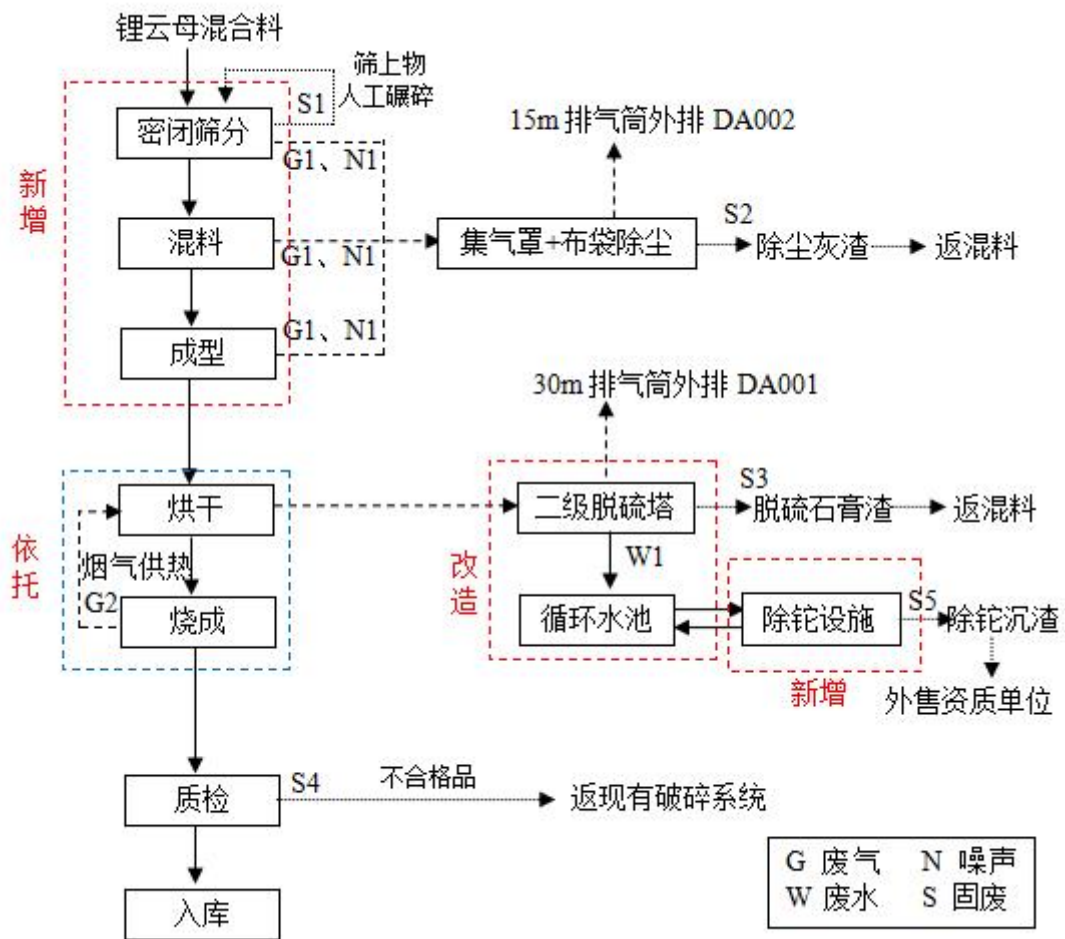 锂云母混合料
筛上物
人工碾碎
S1
密闭筛分
G1、N1
15m 排气筒外排 DA002
新增
混料
G1、N1
集气罩+布袋除尘
S2
除尘灰渣
返混料
G1、N1
成型
30m 排气筒外排 DA001
依托
烘干
烟气供热
G2
烧成
改造
二级脱硫塔
S3
脱硫石膏渣
返混料
W1
循环水池
除铊设施
S5
除铊沉渣
新增
外售资质单位
质检
S4
不合格品
返现有破碎系统
入库
G 废气 N 噪声
W 废水 S 固废